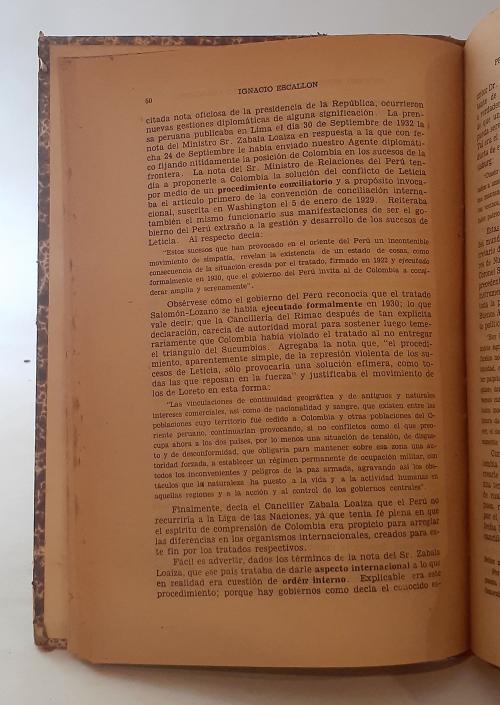 IGNACIO ESCALLON
60
citada nota oficiosa de la presidencia de la República, ocurrieron
nuevas gestiones diplomáticas de alguna significación. La pren-
sa peruana publicaba en Lima el día 30 de Septiembre de 1932 la
nota del Ministro Sr. Zabala Loaiza en respuesta a la que con fe-
cha 24 de Septiembre le había enviado nuestro Agente diplomáti-
co fijando nítidamente la posición de Colombia en los sucesos de la
frontera. La nota del Sr. Ministro de Relaciones del Perú ten-
día a proponerle a Colombia la solución del conflicto de Leticia
por medio de un procedimiento conciliatorio y a propósito invoca-
ba el artículo primero de la convención de conciliación interna-
cional, suscrita en Washington el 5 de enero de 1929. Reiteraba
también el mismo funcionario sus manifestaciones de ser el go-
bierno del Perú extraño a la gestión y desarrollo de los sucesos de
Leticia. Al respecto decía:
"Estos sucesos que han provocado en el oriente del Perú un incontenible
movimiento de simpatía, revelan la existencia de un estado de cosas, como
consecuencia de la situación creada por el tratado, firmado en 1922 y ejecutado
formalmente en 1930, que el gobierno del Perú invita al de Colombia a consi-
derar amplia y serenamente".
Obsérvese cómo el gobierno del Perú reconocía que el tratado
Salomón-Lozano se había ejecutado formalmente en 1930; lo que
vale decir, que la Cancillería del Rimac después de tan explícita
declaración, carecía de autoridad moral para sostener luego teme-
rariamente que Colombia había violado el tratado al no entregar
el triángulo del Sucumbios. Agregaba la nota que, "el procedi-
miento, aparentemente simple, de la represión violenta de los su-
cesos de Leticia, sólo provocaría una solución efímera, como to-
das las que reposan en la fuerza" y justificaba el movimiento de
los de Loreto en esta forma:
"Las vinculaciones de continuidad geográfica y de antiguos y naturales
intereses comerciales, así como de nacionalidad y sangre, que existen entre las
poblaciones cuyo territorio fué cedido a Colombia y otras poblaciones del O-
riente peruano, continuarían provocando, si no conflictos como el que preo-
cupa ahora a los dos países, por lo menos una situación de tensión, de disgus-
to y de desconformidad, que obligaría para mantener sobre esa zona una au-
toridad forzada, a establecer un régimen permanente de ocupación militar, con
todos los inconvenientes y peligros de la paz armada, agravando así los obs-
táculos que la naturaleza ha puesto a la vida y a la actividad humana en
aquellas regiones y a la acción y al control de los gobiernos centrales".
Finalmente, decía el Canciller Zabala Loaiza que el Perú no
recurriría a la Liga de las Naciones, ya que tenía fé plena en que
el espíritu de comprensión de Colombia era propicio para arreglar
las diferencias en los organismos internacionales, creados para es-
te fin por los tratados respectivos.
Fácil es advertir, dados los términos de la nota del Sr. Zabala
Loaiza, que ese país trataba de darle aspecto internacional a lo que
en realidad era cuestión de ordér interno. Explicable era este
procedimiento; porque hay gobiernos como decía el conocido es-